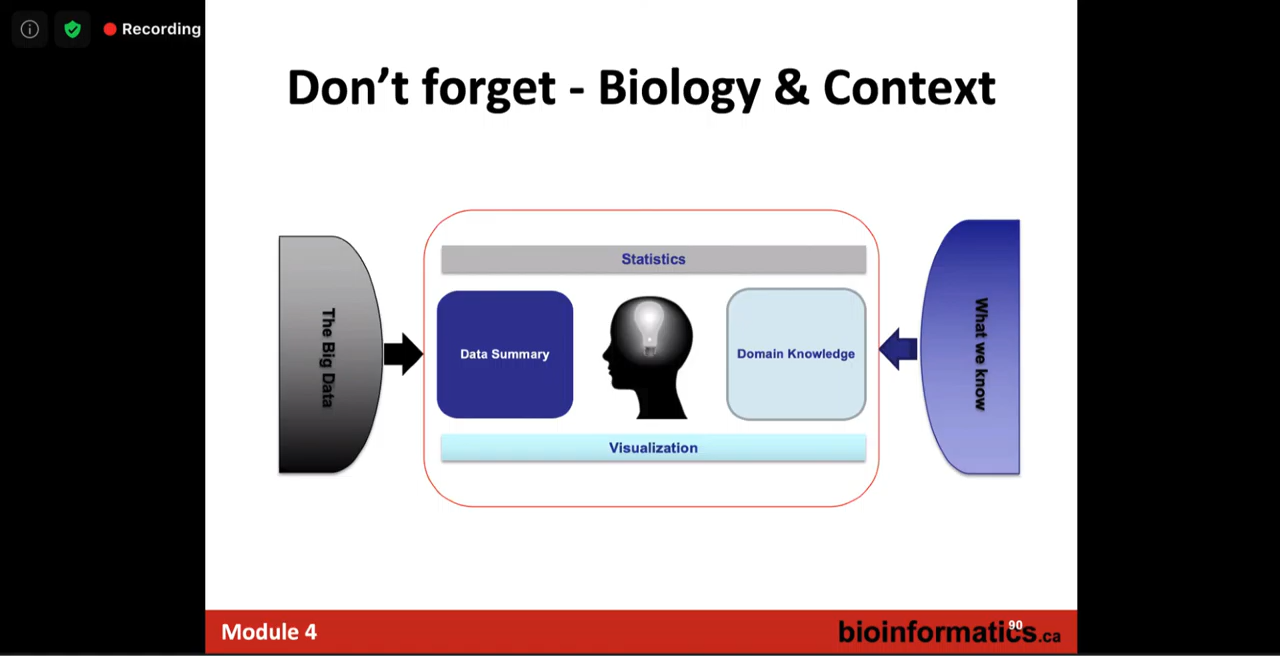 Recording
Don’t forget - Biology & Context
Statistics
The Big Data
Data Summary
Domain Knowledge
What we know
Visualization
Module 4
90
bioinformatics.ca